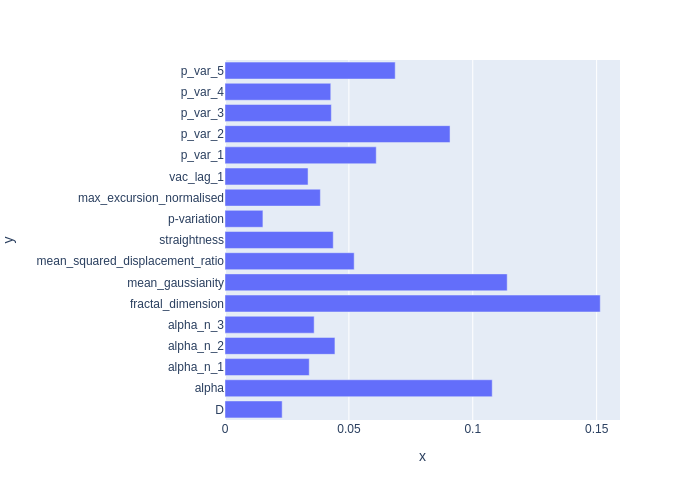 p_var_5
p_var_4
p_var_3
p_var_2
p_var_1
vac_lag_1
max_excursion_normalised
p-variation
straightness
mean_squared_displacement_ratio
mean_gaussianity
fractal_dimension
alpha_n_3
alpha_n_2
alpha_n_1
alpha
D
y
0 0.05 0.1 0.15
x